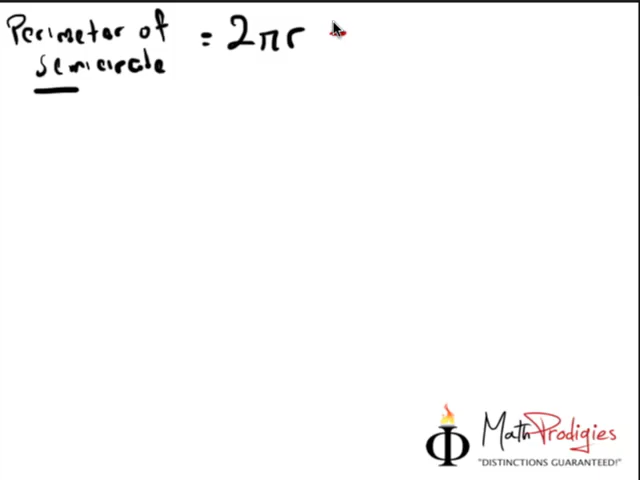 Perimeter of
semicircle = 2πr
Φ MathProdigies
"DISTINCTIONS GUARANTEED!"